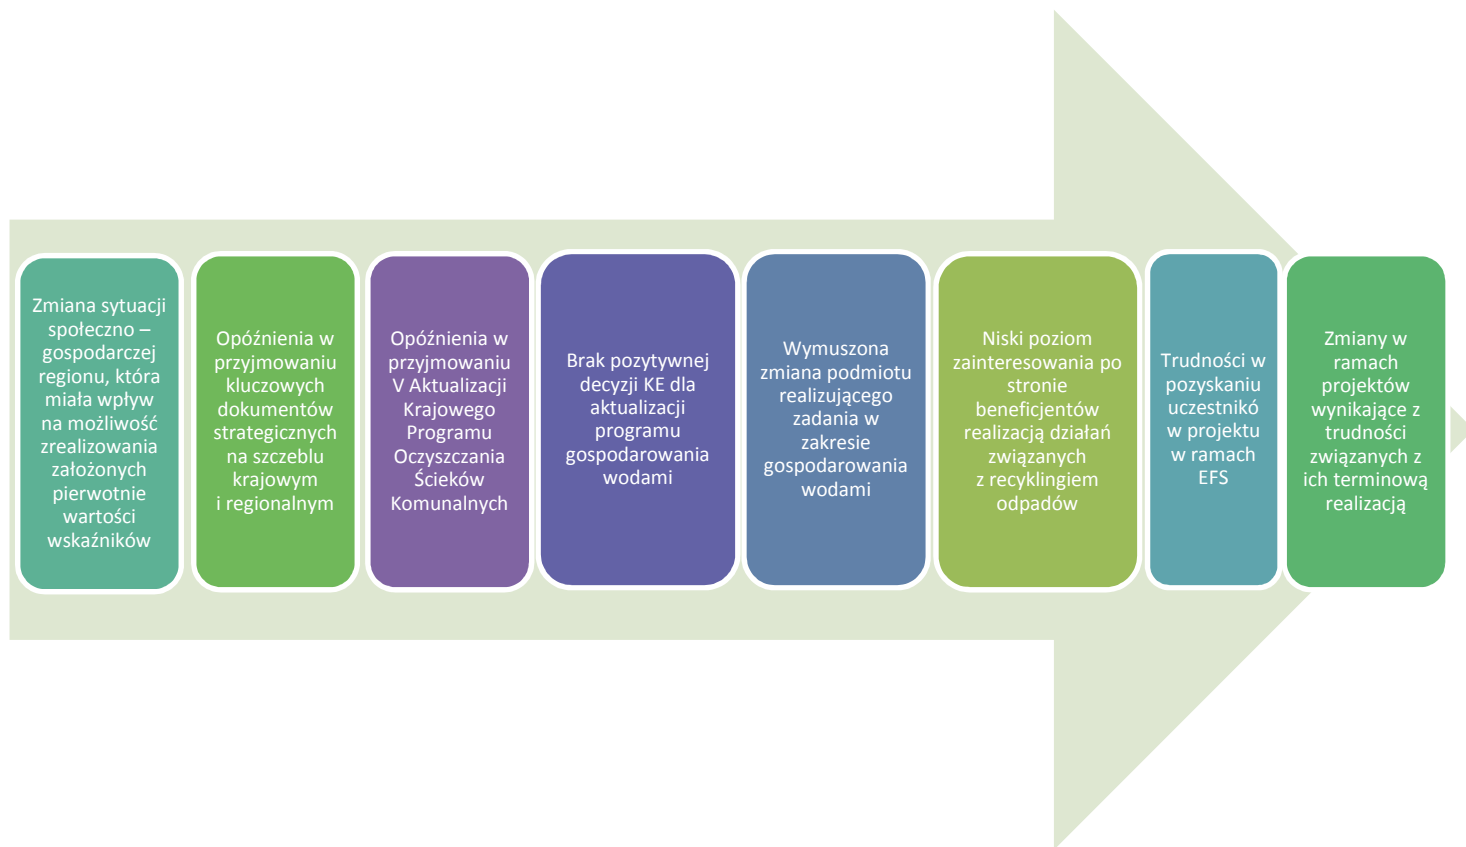 Zmiana sytuacji
społeczno –
gospodarczej
regionu, która
miała wpływ
na możliwość
zrealizowania
założonych
pierwotnie
wartości
wskaźników
Opóźnienia w
przyjmowaniu
kluczowych
dokumentów
strategicznych
na szczeblu
krajowym
i regionalnym
Opóźnienia w
przyjmowaniu
V Aktualizacji
Krajowego
Programu
Oczyszczania
Ścieków
Komunalnych
Brak pozytywnej
decyzji KE dla
aktualizacji
programu
gospodarowania
wodami
Wymuszona
zmiana podmiotu
realizującego
zadania w
zakresie
gospodarowania
wodami
Niski poziom
zainteresowania po
stronie
beneficjentów
realizacją działań
związanych
z recyklingiem
odpadów
Trudności w
pozyskaniu
uczestnikó
w projektu
w ramach
EFS
Zmiany w
ramach
projektów
wynikające z
trudności
związanych z
ich terminową
realizacją